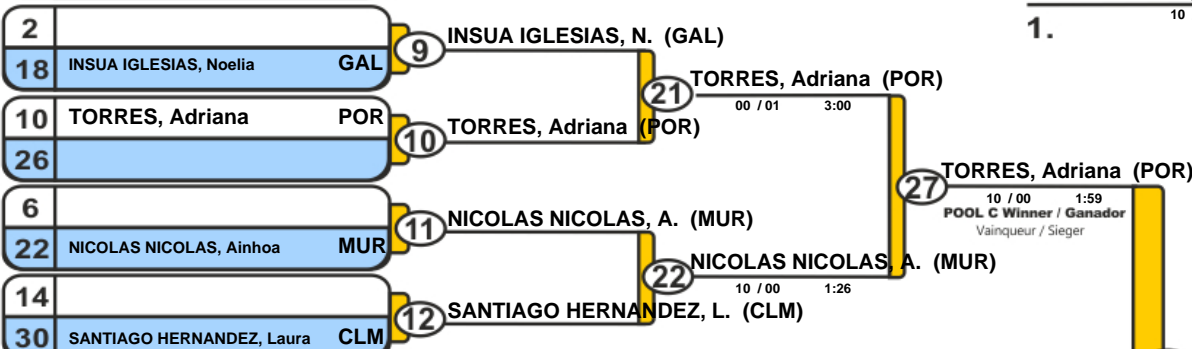 2
18 INSUA IGLESIAS, Noelia GAL
10 TORRES, Adriana POR
26
6
22 NICOLAS NICOLAS, Ainhoa MUR
14
30 SANTIAGO HERNANDEZ, Laura CLM
9 INSUA IGLESIAS, N. (GAL)
10 TORRES, Adriana (POR)
11 NICOLAS NICOLAS, A. (MUR)
12 SANTIAGO HERNANDEZ, L. (CLM)
21 TORRES, Adriana (POR)
00 / 01 3:00
22 NICOLAS NICOLAS, A. (MUR)
10 / 00 1:26
27 TORRES, Adriana (POR)
10 / 00 1:59
POOL C Winner / Ganador
Vainqueur / Sieger
10
1.